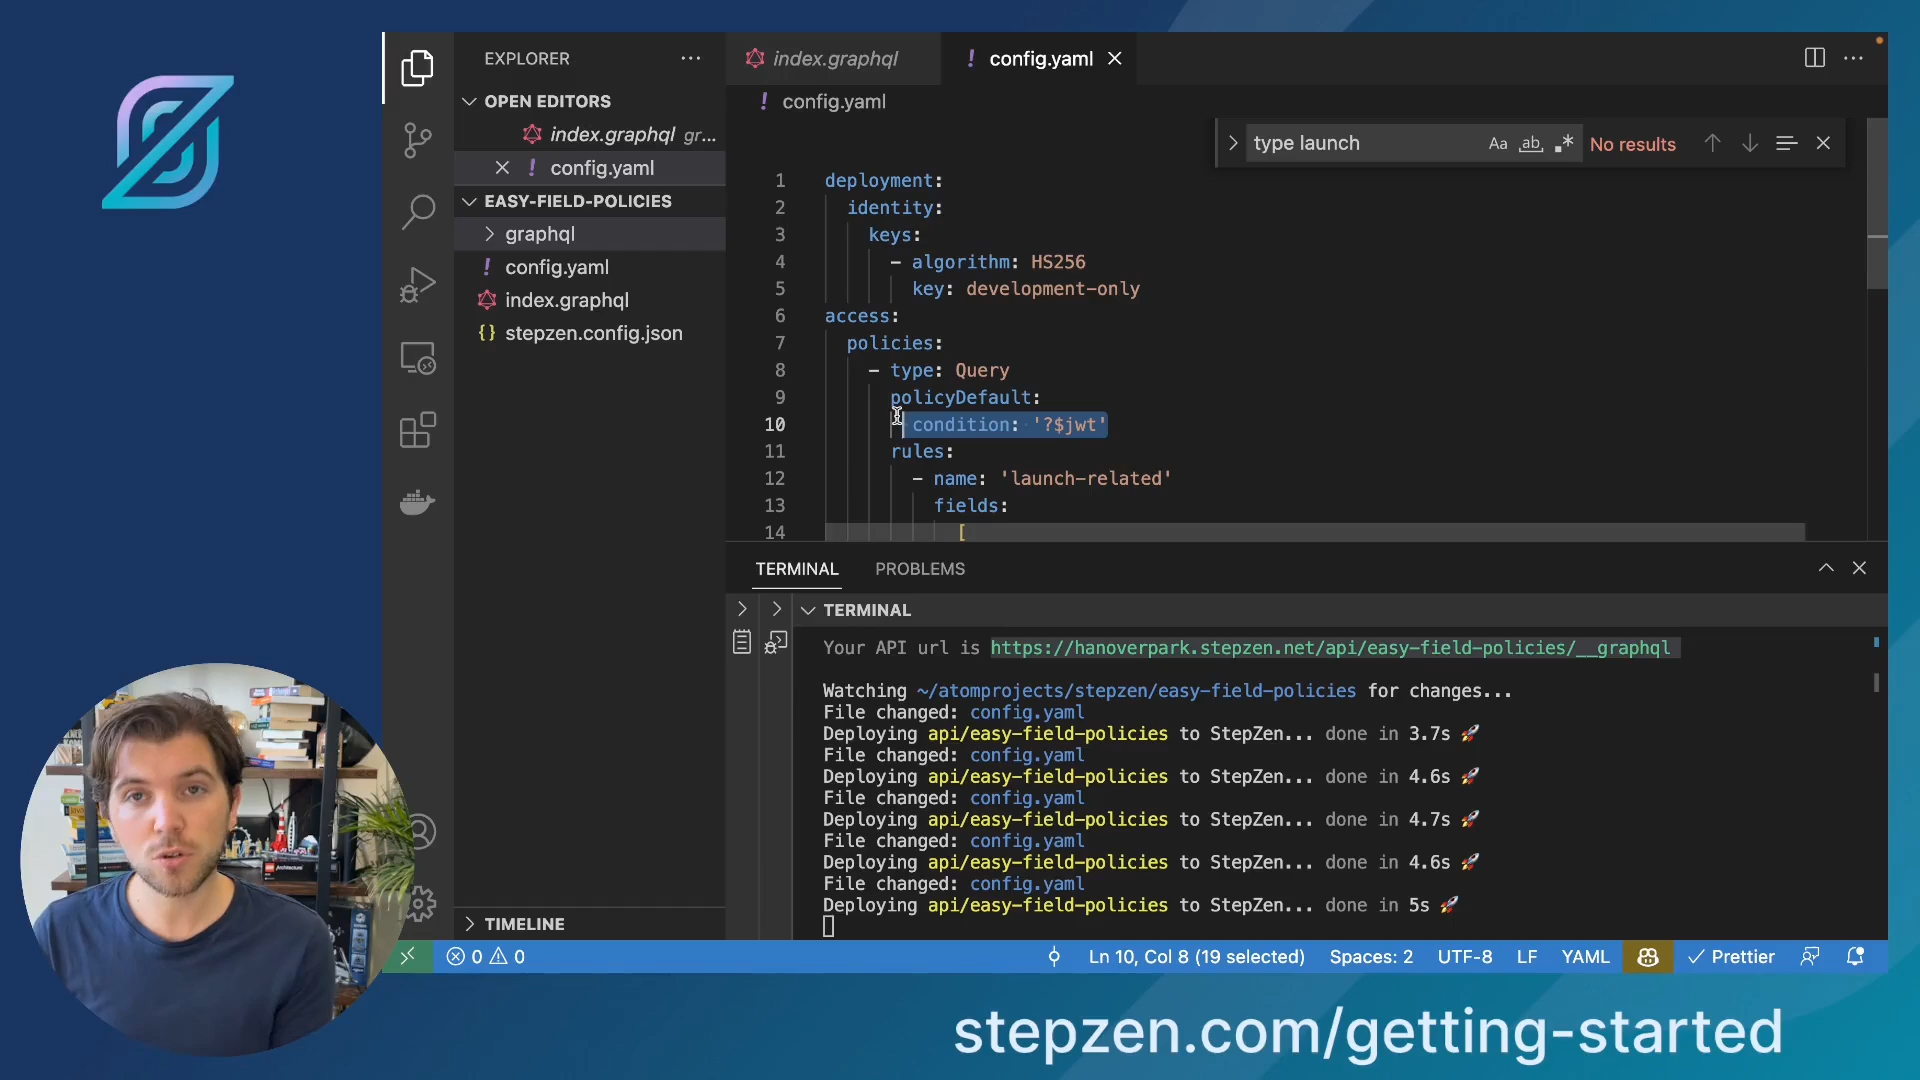 EXPLORER
OPEN EDITORS
index.graphql gr...
config.yaml
EASY-FIELD-POLICIES
graphql
config.yaml
index.graphql
stepzen.config.json
TIMELINE
index.graphql
config.yaml
config.yaml
type launch
Aa ab .* No results
1 deployment:
2 identity:
3 keys:
4 - algorithm: HS256
5 key: development-only
6 access:
7 policies:
8 - type: Query
9 policyDefault:
10 condition: '?$jwt'
11 rules:
12 - name: 'launch-related'
13 fields:
14 [
TERMINAL PROBLEMS
TERMINAL
Your API url is https://hanoverpark.stepzen.net/api/easy-field-policies/__graphql
Watching ~/atomprojects/stepzen/easy-field-policies for changes...
File changed: config.yaml
Deploying api/easy-field-policies to StepZen... done in 3.7s 🚀
File changed: config.yaml
Deploying api/easy-field-policies to StepZen... done in 4.6s 🚀
File changed: config.yaml
Deploying api/easy-field-policies to StepZen... done in 4.7s 🚀
File changed: config.yaml
Deploying api/easy-field-policies to StepZen... done in 4.6s 🚀
File changed: config.yaml
Deploying api/easy-field-policies to StepZen... done in 5s 🚀
0 0 Ln 10, Col 8 (19 selected) Spaces: 2 UTF-8 LF YAML Prettier
stepzen.com/getting-started